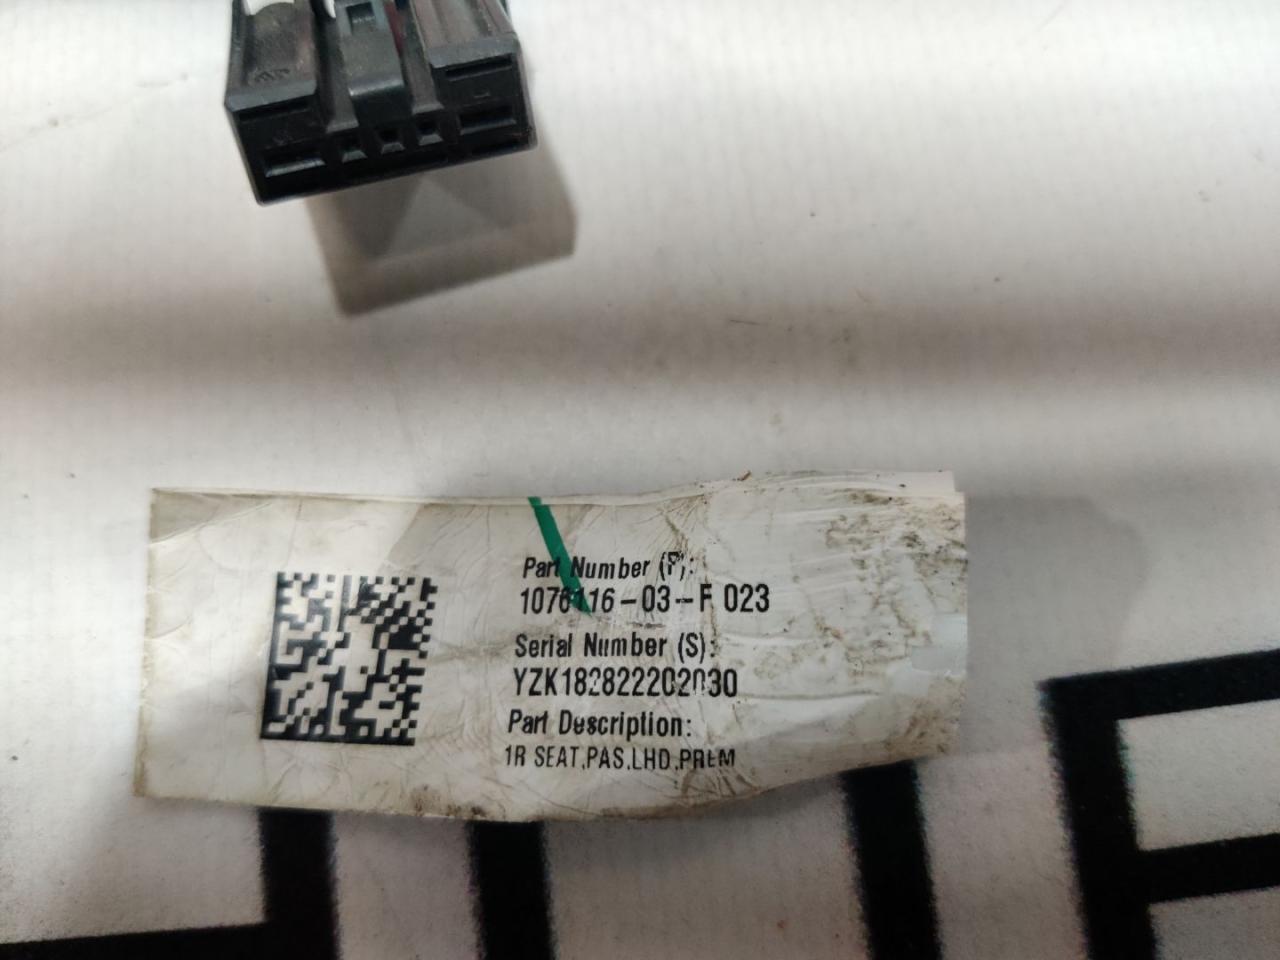 Part Number (P):
1076116-03-F 023
Serial Number (S):
YZK182822202030
Part Description:
1R SEAT,PAS,LHD,PREM